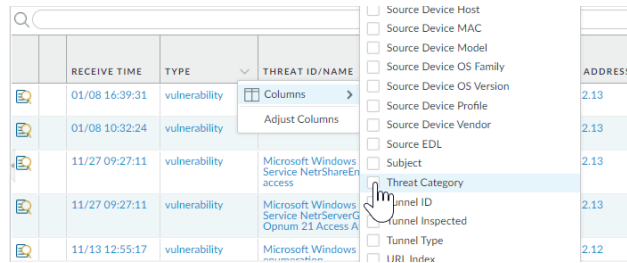 Source Device Host
Source Device MAC
Source Device Model
Source Device OS Family
Source Device OS Version
Source Device Profile
Source Device Vendor
Source EDL
Subject
Threat Category
Tunnel ID
Tunnel Inspected
Tunnel Type
URL Index
RECEIVE TIME TYPE THREAT ID/NAME ADDRESS
01/08 16:39:31 vulnerability 2.13
Columns
Adjust Columns
01/08 10:32:24 vulnerability 2.13
11/27 09:27:11 vulnerability Microsoft Windows 2.13
Service NetrShareEn
access
11/27 09:27:11 vulnerability Microsoft Windows 2.13
Service NetrServerG
Opnum 21 Access A
11/13 12:55:17 vulnerability Microsoft Windows 2.12
enumeration